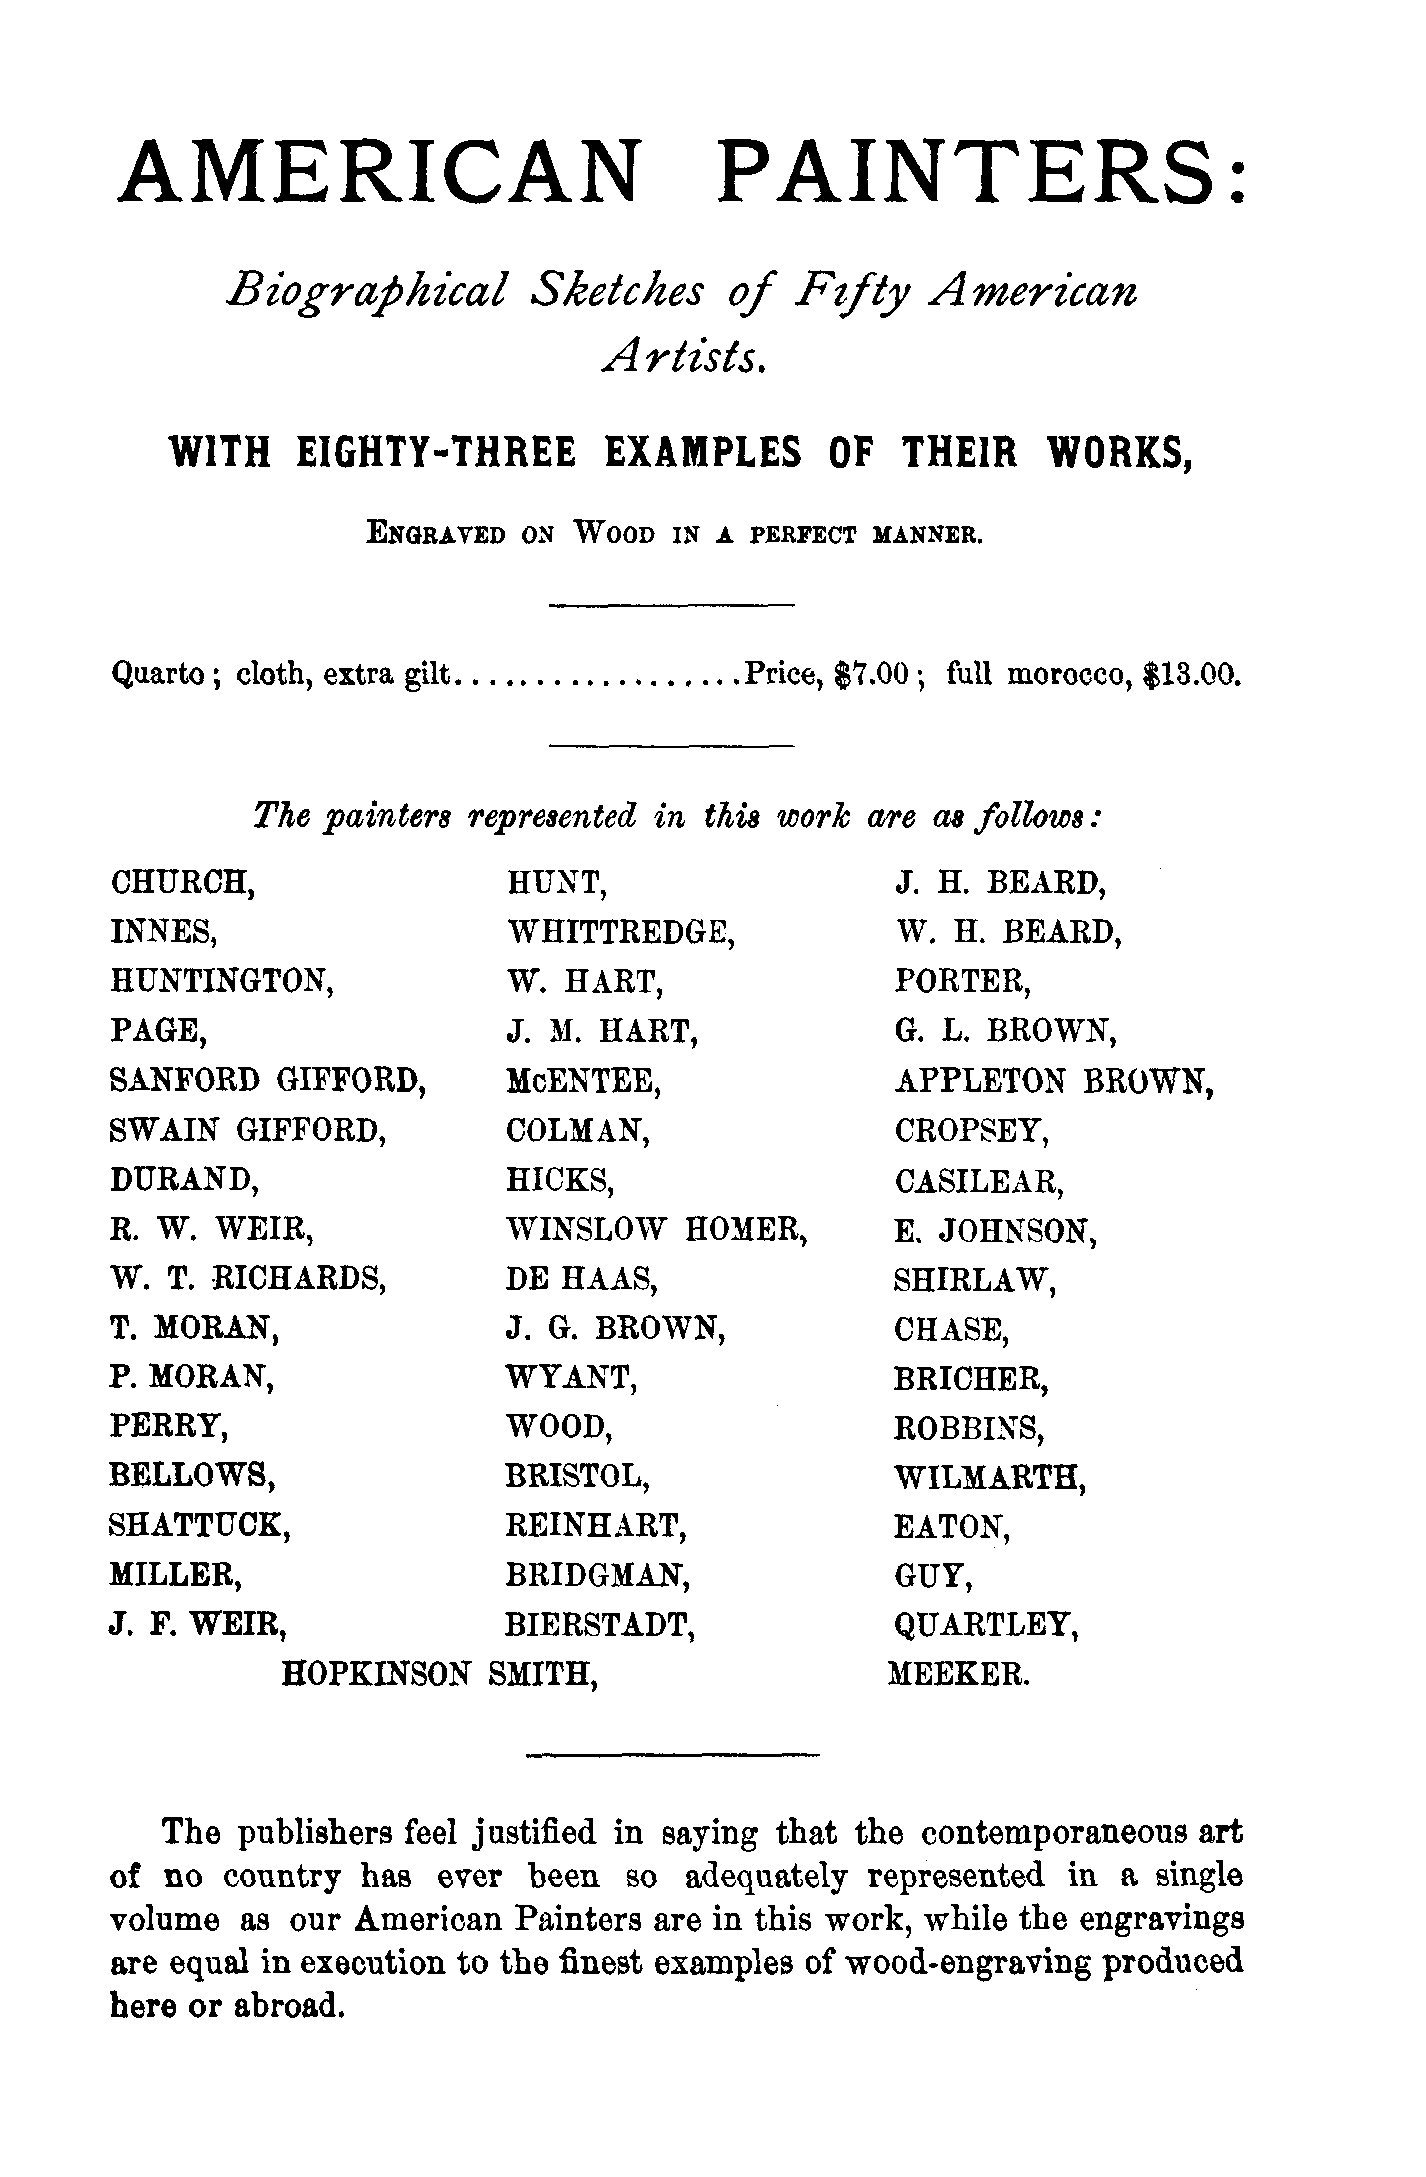 AMERICAN PAINTERS:
Biographical Sketches of Fifty American
Artists.
WITH EIGHTY-THREE EXAMPLES OF THEIR WORKS,
ENGRAVED ON WOOD IN A PERFECT MANNER.
Quarto; cloth, extra gilt..................Price, $7.00; full morocco, $13.00.
The painters represented in this work are as follows:
CHURCH, HUNT, J. H. BEARD,
INNES, WHITTREDGE, W. H. BEARD,
HUNTINGTON, W. HART, PORTER,
PAGE, J. M. HART, G. L. BROWN,
SANFORD GIFFORD, McENTEE, APPLETON BROWN,
SWAIN GIFFORD, COLMAN, CROPSEY,
DURAND, HICKS, CASILEAR,
R. W. WEIR, WINSLOW HOMER, E. JOHNSON,
W. T. RICHARDS, DE HAAS, SHIRLAW,
T. MORAN, J. G. BROWN, CHASE,
P. MORAN, WYANT, BRICHER,
PERRY, WOOD, ROBBINS,
BELLOWS, BRISTOL, WILMARTH,
SHATTUCK, REINHART, EATON,
MILLER, BRIDGMAN, GUY,
J. F. WEIR, BIERSTADT, QUARTLEY,
HOPKINSON SMITH, MEEKER.
The publishers feel justified in saying that the contemporaneous art
of no country has ever been so adequately represented in a single
volume as our American Painters are in this work, while the engravings
are equal in execution to the finest examples of wood-engraving produced
here or abroad.